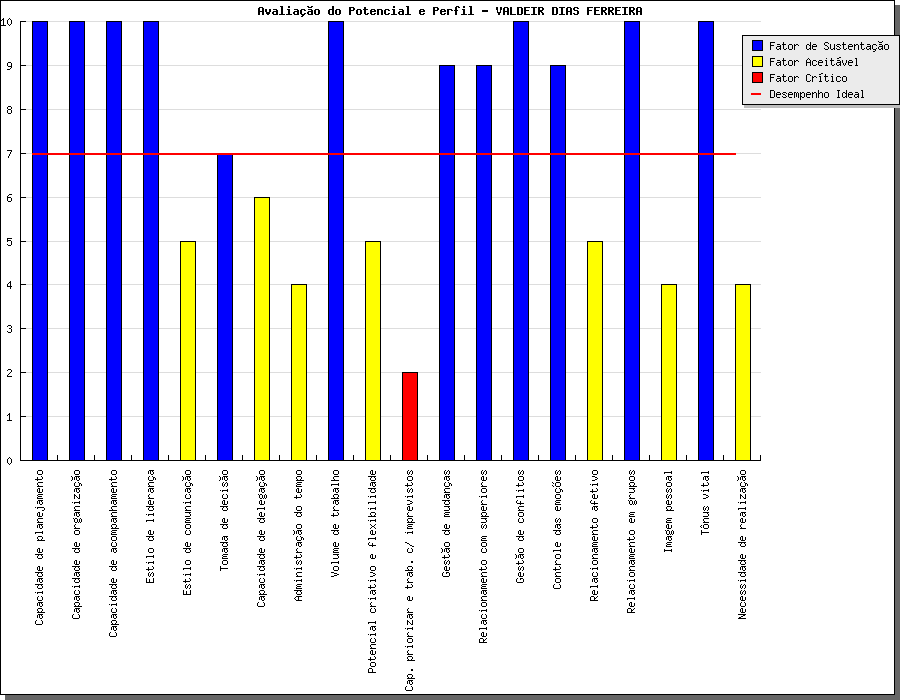 Avaliação do Potencial e Perfil - VALDEIR DIAS FERREIRA
10
9
8
7
6
5
4
3
2
1
0
Fator de Sustentação
Fator Aceitável
Fator Crítico
Desempenho Ideal
Capacidade de planejamento
Capacidade de organização
Capacidade de acompanhamento
Estilo de liderança
Estilo de comunicação
Tomada de decisão
Capacidade de delegação
Administração do tempo
Volume de trabalho
Potencial criativo e flexibilidade
Cap. priorizar e trab. c/ imprevistos
Gestão de mudanças
Relacionamento com superiores
Gestão de conflitos
Controle das emoções
Relacionamento afetivo
Relacionamento em grupos
Imagem pessoal
Tônus vital
Necessidade de realização